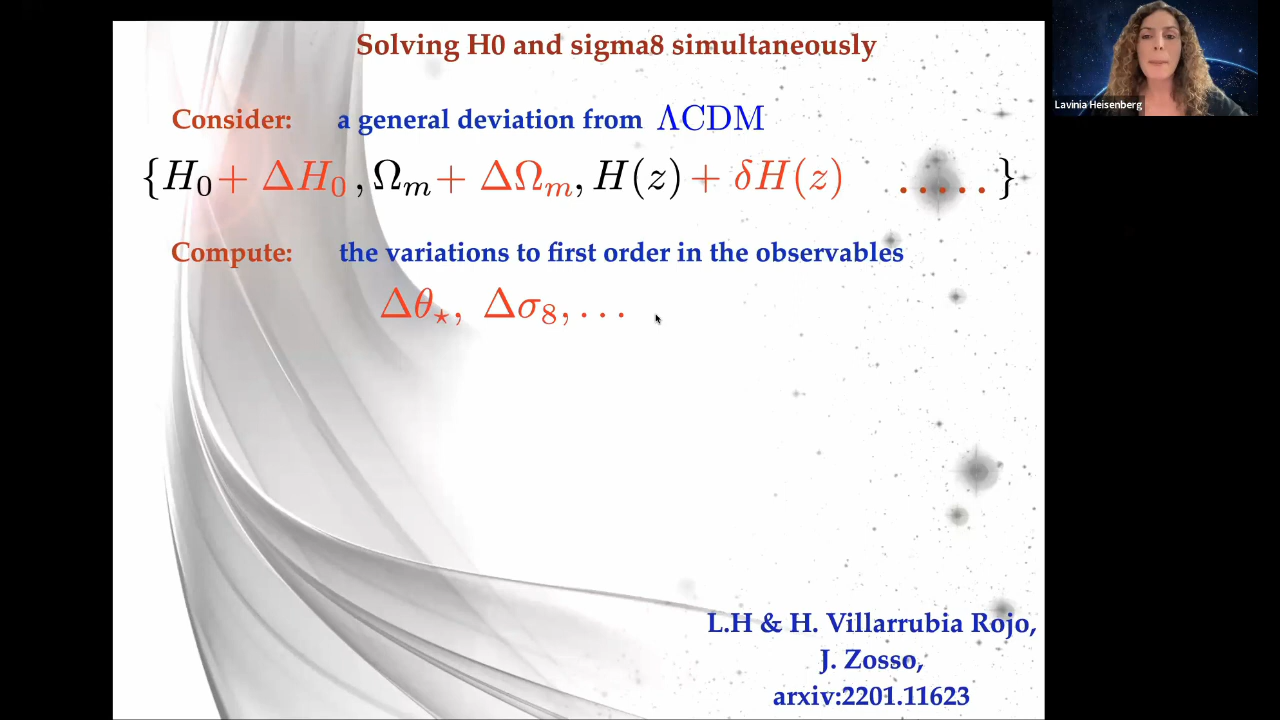 Solving H0 and sigma8 simultaneously
Lavinia Heisenberg
Consider: a general deviation from ΛCDM
{H₀ + ΔH₀ , Ωₘ + ΔΩₘ, H(z) + δH(z) .....}
Compute: the variations to first order in the observables
Δθ⋆, Δσ₈, . . .
L.H & H. Villarrubia Rojo,
J. Zosso,
arxiv:2201.11623